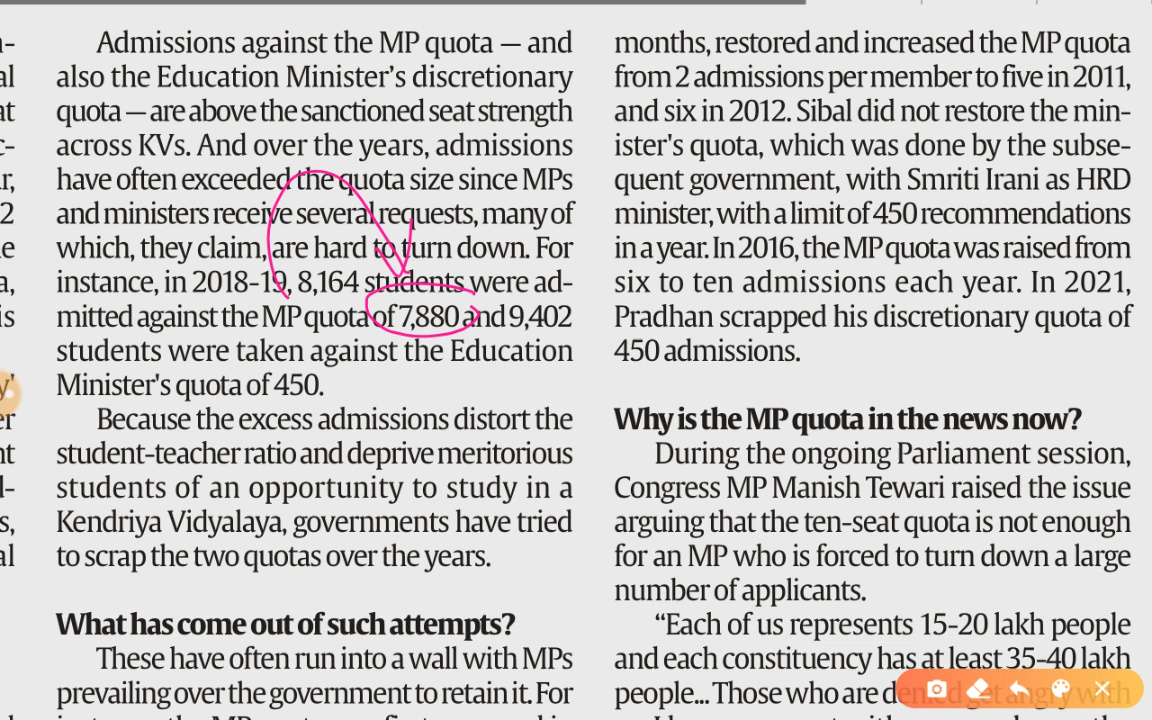 n-
al
at
c-
r,
2
e
a,
is
y'
er
nt
d-
s,
al
Admissions against the MP quota — and
also the Education Minister’s discretionary
quota — are above the sanctioned seat strength
across KVs. And over the years, admissions
have often exceeded the quota size since MPs
and ministers receive several requests, many of
which, they claim, are hard to turn down. For
instance, in 2018-19, 8,164 students were ad-
mitted against the MP quota of 7,880 and 9,402
students were taken against the Education
Minister's quota of 450.
Because the excess admissions distort the
student-teacher ratio and deprive meritorious
students of an opportunity to study in a
Kendriya Vidyalaya, governments have tried
to scrap the two quotas over the years.
What has come out of such attempts?
These have often run into a wall with MPs
prevailing over the government to retain it. For
months, restored and increased the MP quota
from 2 admissions per member to five in 2011,
and six in 2012. Sibal did not restore the min-
ister's quota, which was done by the subse-
quent government, with Smriti Irani as HRD
minister, with a limit of 450 recommendations
in a year. In 2016, the MP quota was raised from
six to ten admissions each year. In 2021,
Pradhan scrapped his discretionary quota of
450 admissions.
Why is the MP quota in the news now?
During the ongoing Parliament session,
Congress MP Manish Tewari raised the issue
arguing that the ten-seat quota is not enough
for an MP who is forced to turn down a large
number of applicants.
“Each of us represents 15-20 lakh people
and each constituency has at least 35-40 lakh
people... Those who are denied get angry with